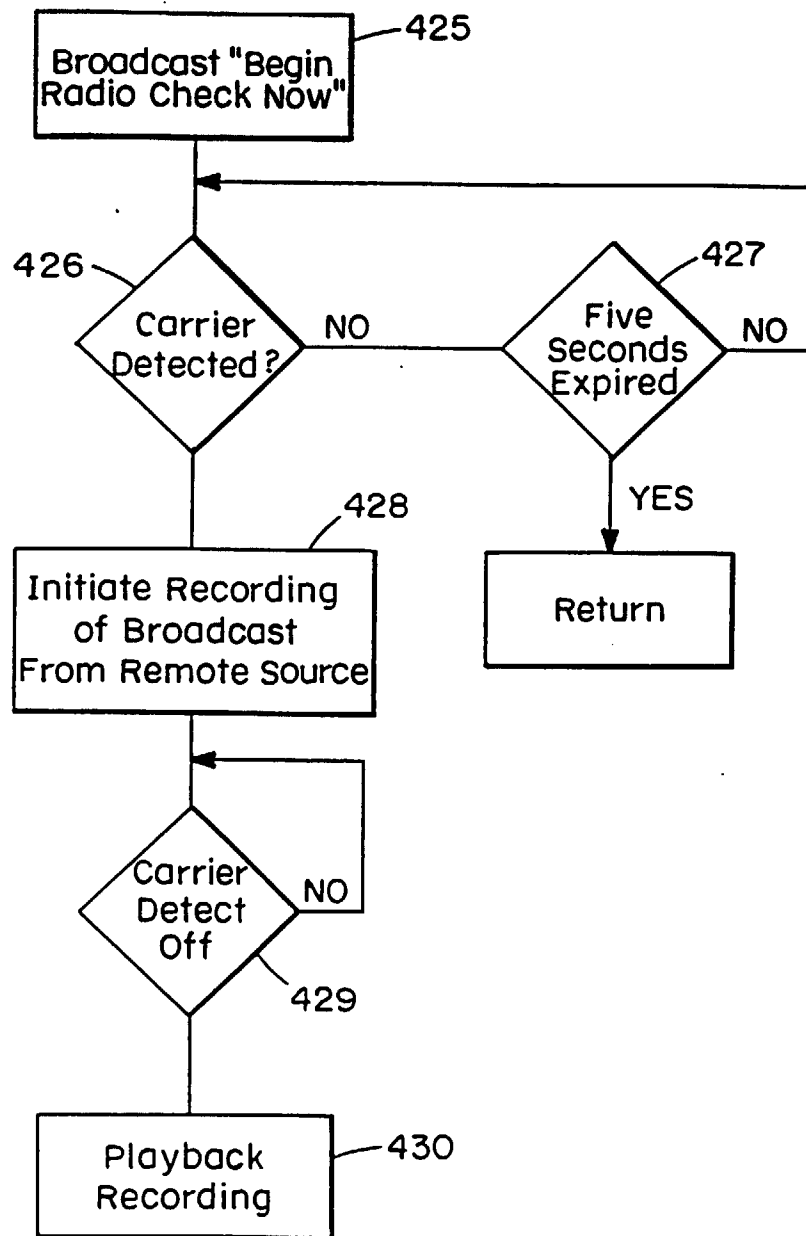 425
Broadcast "Begin
Radio Check Now"
426
Carrier
Detected?
NO
427
Five
Seconds
Expired
NO
YES
Return
428
Initiate Recording
of Broadcast
From Remote Source
Carrier
Detect
Off
NO
429
Playback
Recording
430